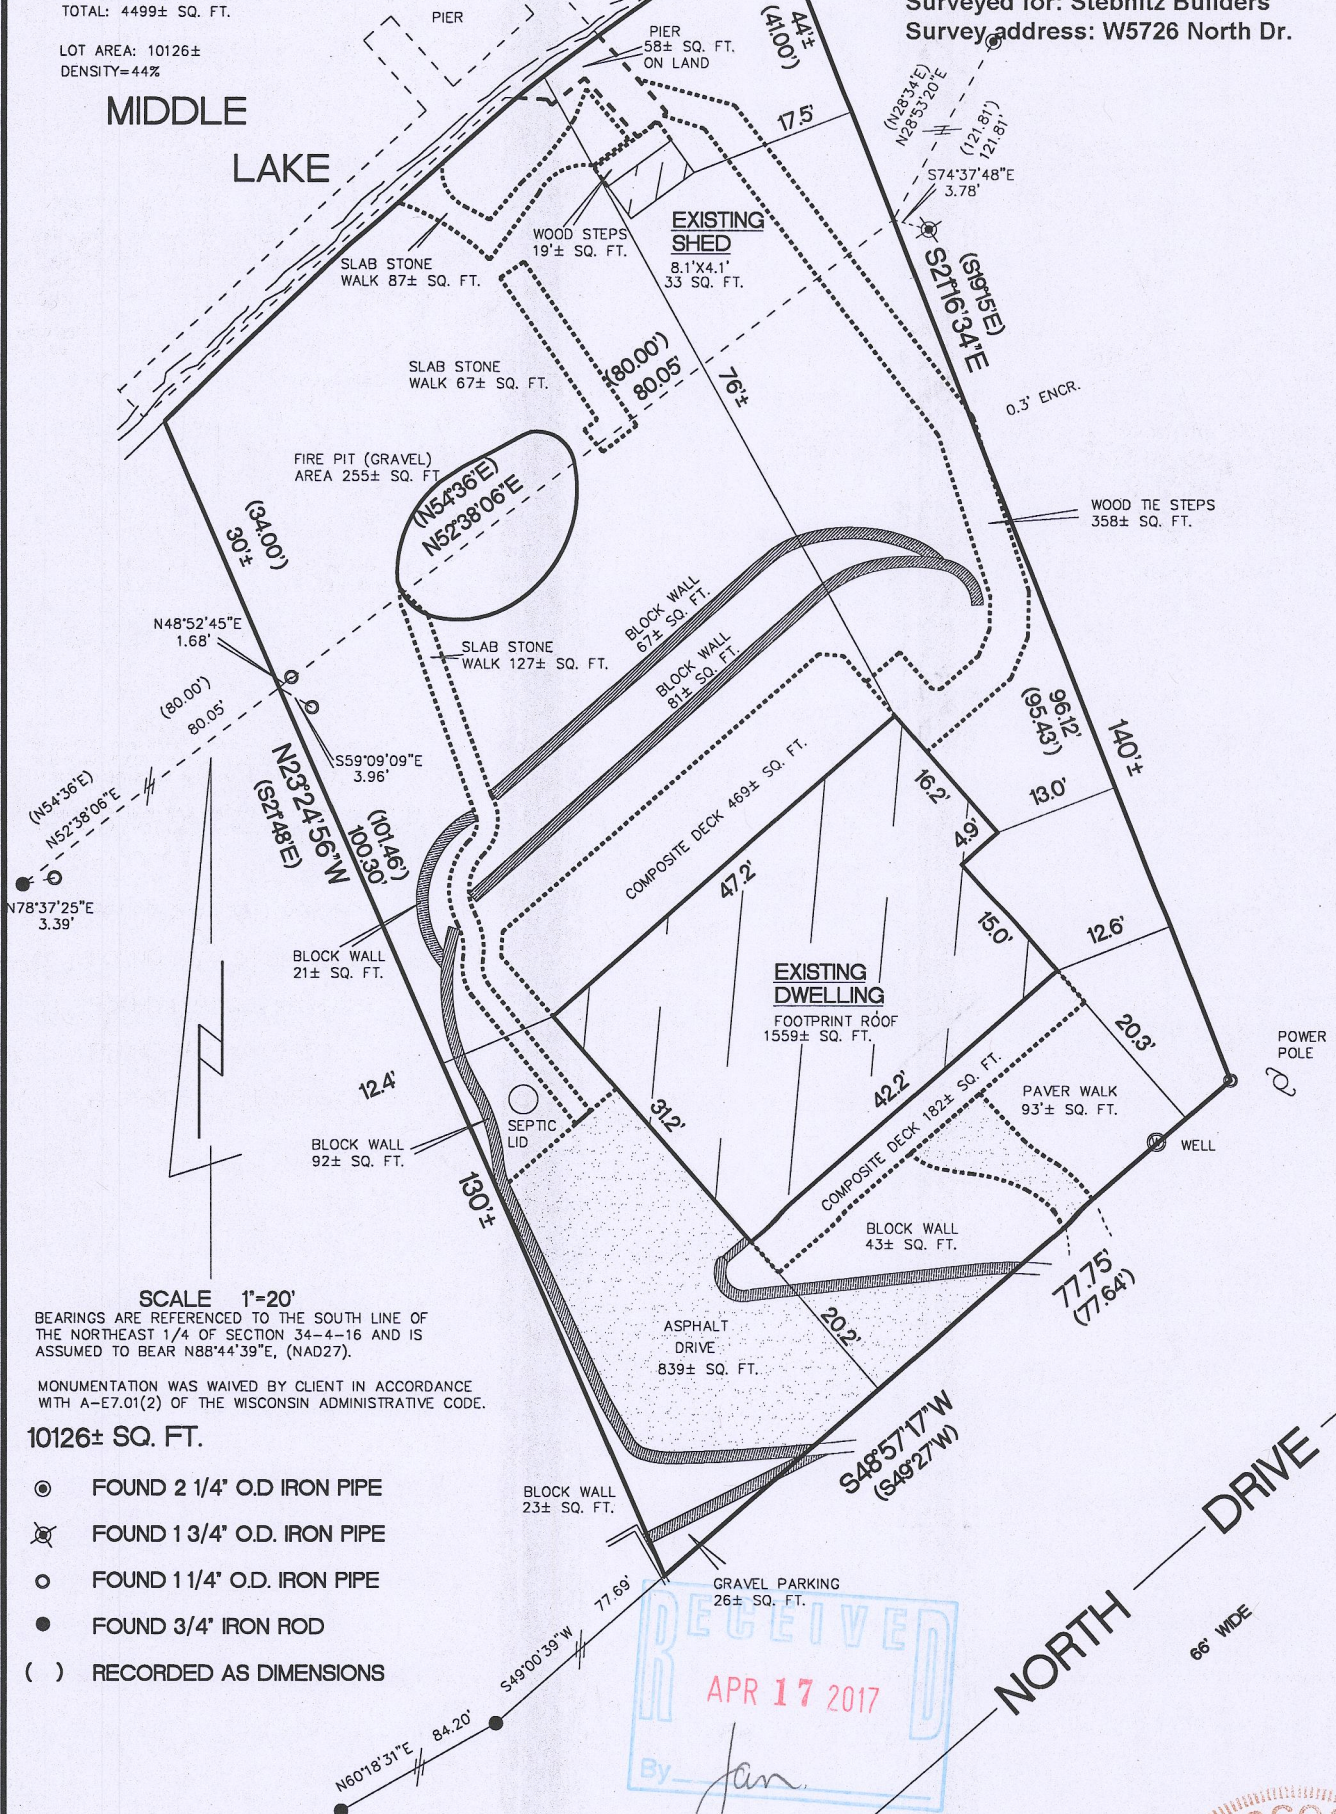 TOTAL: 4499± SQ. FT.
LOT AREA: 10126±
DENSITY=44%
MIDDLE
LAKE
PIER
PIER
58± SQ. FT.
ON LAND
44'±
(41.00')
Surveyed for: Stebnitz Builders
Survey address: W5726 North Dr.
(N28°34'E)
N28°53'20"E
(121.81')
121.81'
17.5'
S74°37'48"E
3.78'
WOOD STEPS
19'± SQ. FT.
EXISTING
SHED
8.1'X4.1'
33 SQ. FT.
SLAB STONE
WALK 87± SQ. FT.
(S19°15'E)
S21°16'34"E
SLAB STONE
WALK 67± SQ. FT.
(80.00')
80.05'
76'±
0.3' ENCR.
FIRE PIT (GRAVEL)
AREA 255± SQ. FT
(N54°36'E)
N52°38'06"E
WOOD TIE STEPS
358± SQ. FT.
(34.00')
30'±
N48°52'45"E
1.68'
BLOCK WALL
67± SQ. FT.
BLOCK WALL
81± SQ. FT.
SLAB STONE
WALK 127± SQ. FT.
(80.00')
80.05'
S59°09'09"E
3.96'
96.12'
(95.43')
140'±
(N54°36'E)
N52°38'06"E
N23°24'56"W
(S21°48'E)
(101.46')
100.30'
COMPOSITE DECK 469± SQ. FT.
47.2'
16.2'
4.9'
13.0'
N78°37'25"E
3.39'
15.0'
12.6'
BLOCK WALL
21± SQ. FT.
EXISTING
DWELLING
FOOTPRINT ROOF
1559± SQ. FT.
20.3'
POWER
POLE
12.4'
31.2'
42.2'
COMPOSITE DECK 182± SQ. FT.
PAVER WALK
93'± SQ. FT.
SEPTIC
LID
BLOCK WALL
92± SQ. FT.
W
WELL
130'±
BLOCK WALL
43± SQ. FT.
77.75'
(77.64')
SCALE 1"=20'
BEARINGS ARE REFERENCED TO THE SOUTH LINE OF
THE NORTHEAST 1/4 OF SECTION 34-4-16 AND IS
ASSUMED TO BEAR N88°44'39"E, (NAD27).
ASPHALT
DRIVE
839± SQ. FT.
20.2'
MONUMENTATION WAS WAIVED BY CLIENT IN ACCORDANCE
WITH A-E7.01(2) OF THE WISCONSIN ADMINISTRATIVE CODE.
S48°57'17"W
(S49°27'W)
10126± SQ. FT.
FOUND 2 1/4" O.D IRON PIPE
FOUND 1 3/4" O.D. IRON PIPE
FOUND 1 1/4" O.D. IRON PIPE
FOUND 3/4" IRON ROD
( ) RECORDED AS DIMENSIONS
BLOCK WALL
23± SQ. FT.
GRAVEL PARKING
26± SQ. FT.
77.69'
S49°00'39"W
84.20'
N60°18'31"E
NORTH DRIVE
66' WIDE
RECEIVED
APR 17 2017
By Jan.